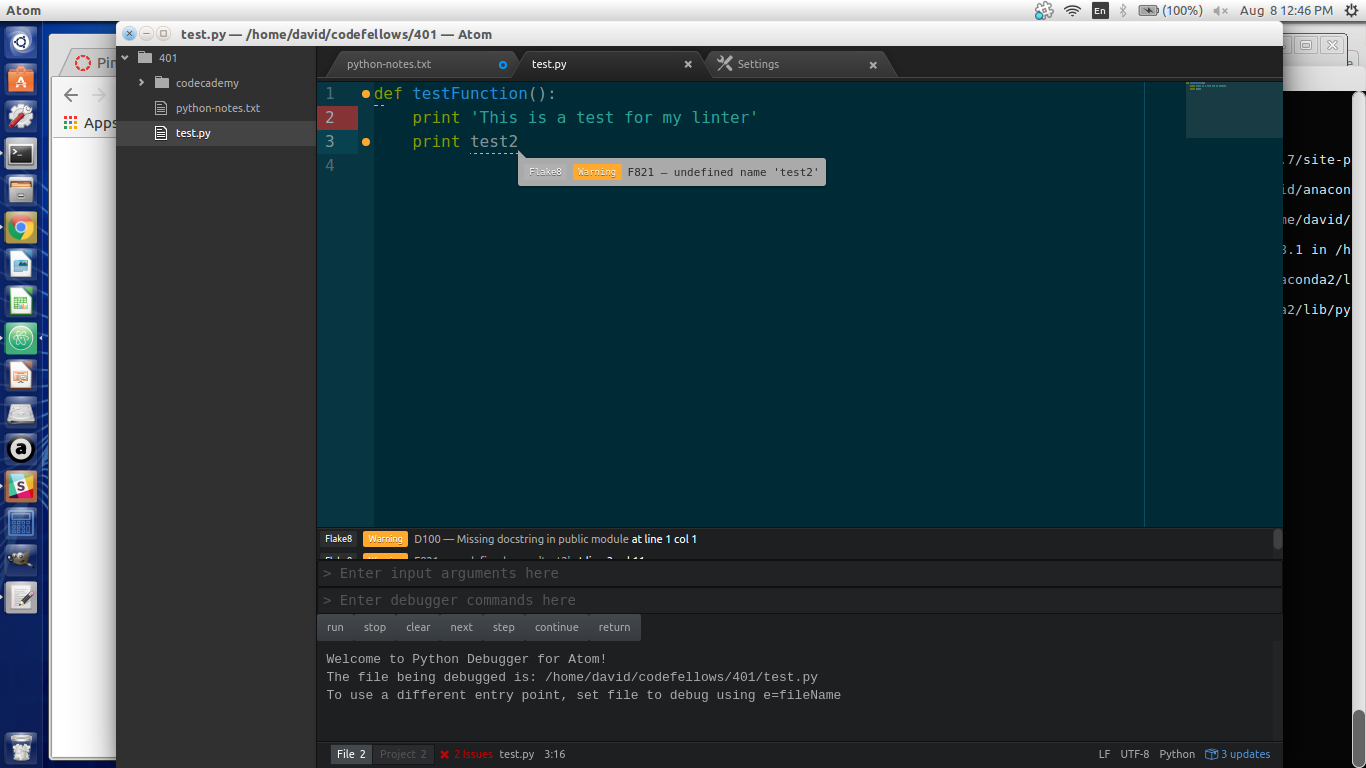 Atom
En
(100%)
Aug 8 12:46 PM
test.py — /home/david/codefellows/401 — Atom
Pin
Apps
401
codecademy
python-notes.txt
test.py
python-notes.txt
test.py
Settings
1 def testFunction():
2 print 'This is a test for my linter'
3 print test2
4
Flake8 Warning F821 — undefined name 'test2'
.7/site-p
id/anacon
me/david/
3.1 in /h
aconda2/l
a2/lib/py
Flake8 Warning D100 — Missing docstring in public module at line 1 col 1
> Enter input arguments here
> Enter debugger commands here
run stop clear next step continue return
Welcome to Python Debugger for Atom!
The file being debugged is: /home/david/codefellows/401/test.py
To use a different entry point, set file to debug using e=fileName
File 2 Project 2 2 Issues test.py 3:16
LF UTF-8 Python 3 updates